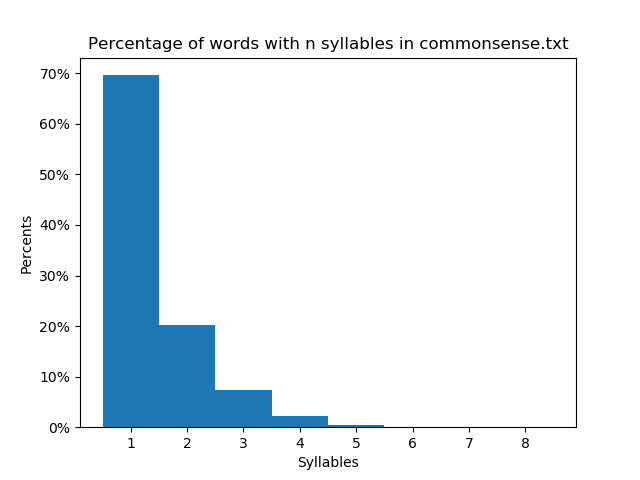 Percentage of words with n syllables in commonsense.txt
70%
60%
50%
40%
30%
20%
10%
0%
Percents
1 2 3 4 5 6 7 8
Syllables